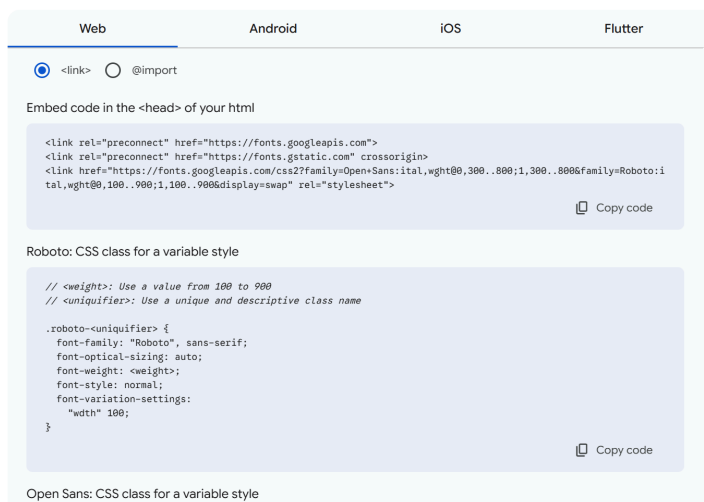 Web Android iOS Flutter
<link> @import
Embed code in the <head> of your html
<link rel="preconnect" href="https://fonts.googleapis.com">
<link rel="preconnect" href="https://fonts.gstatic.com" crossorigin>
<link href="https://fonts.googleapis.com/css2?family=Open+Sans:ital,wght@0,300..800;1,300..800&family=Roboto:i
tal,wght@0,100..900;1,100..900&display=swap" rel="stylesheet">
Copy code
Roboto: CSS class for a variable style
// <weight>: Use a value from 100 to 900
// <uniquifier>: Use a unique and descriptive class name
.roboto-<uniquifier> {
font-family: "Roboto", sans-serif;
font-optical-sizing: auto;
font-weight: <weight>;
font-style: normal;
font-variation-settings:
"wdth" 100;
}
Copy code
Open Sans: CSS class for a variable style